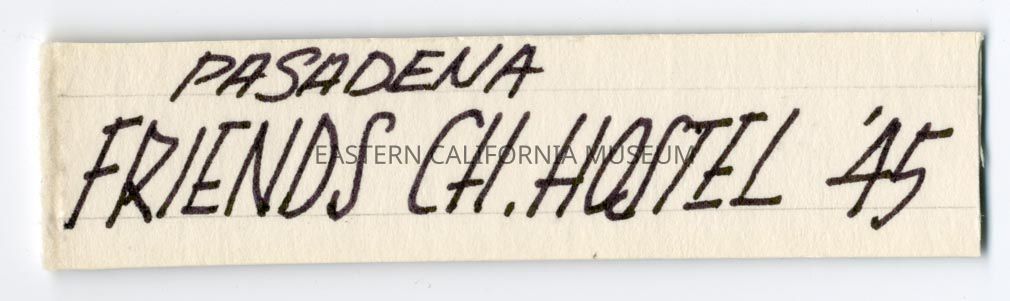 PASADENA
FRIENDS CH. HOSTEL '45
EASTERN CALIFORNIA MUSEUM